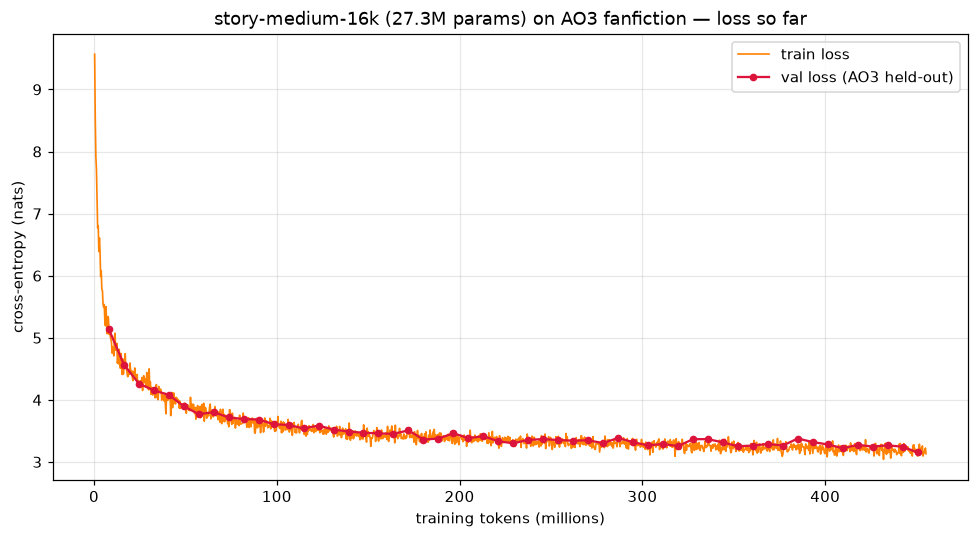 story-medium-16k (27.3M params) on AO3 fanfiction — loss so far
train loss
val loss (AO3 held-out)
cross-entropy (nats)
9
8
7
6
5
4
3
0 100 200 300 400
training tokens (millions)